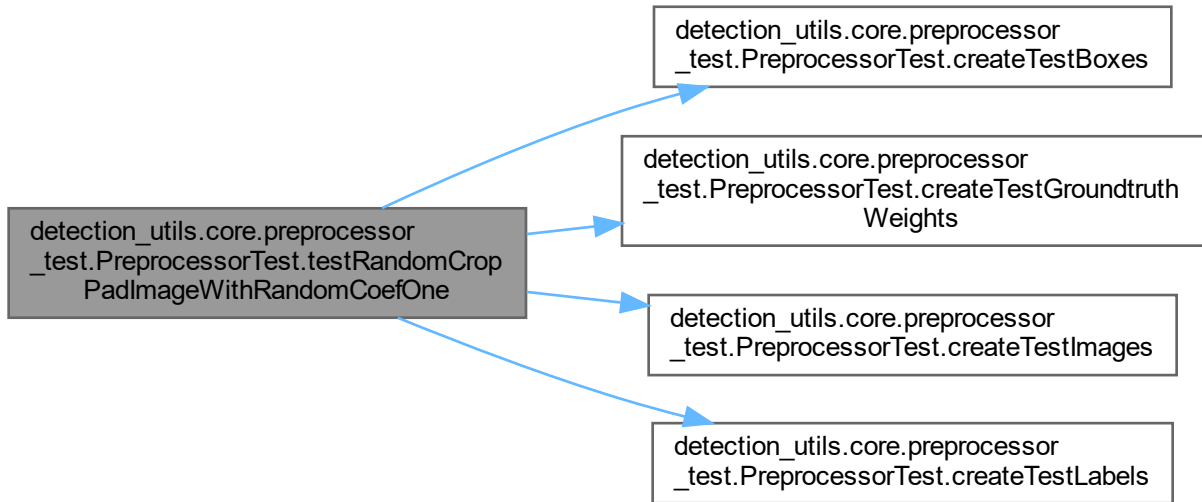 detection_utils.core.preprocessor
_test.PreprocessorTest.createTestBoxes
detection_utils.core.preprocessor
_test.PreprocessorTest.createTestGroundtruth
Weights
detection_utils.core.preprocessor
_test.PreprocessorTest.testRandomCrop
PadImageWithRandomCoefOne
detection_utils.core.preprocessor
_test.PreprocessorTest.createTestImages
detection_utils.core.preprocessor
_test.PreprocessorTest.createTestLabels